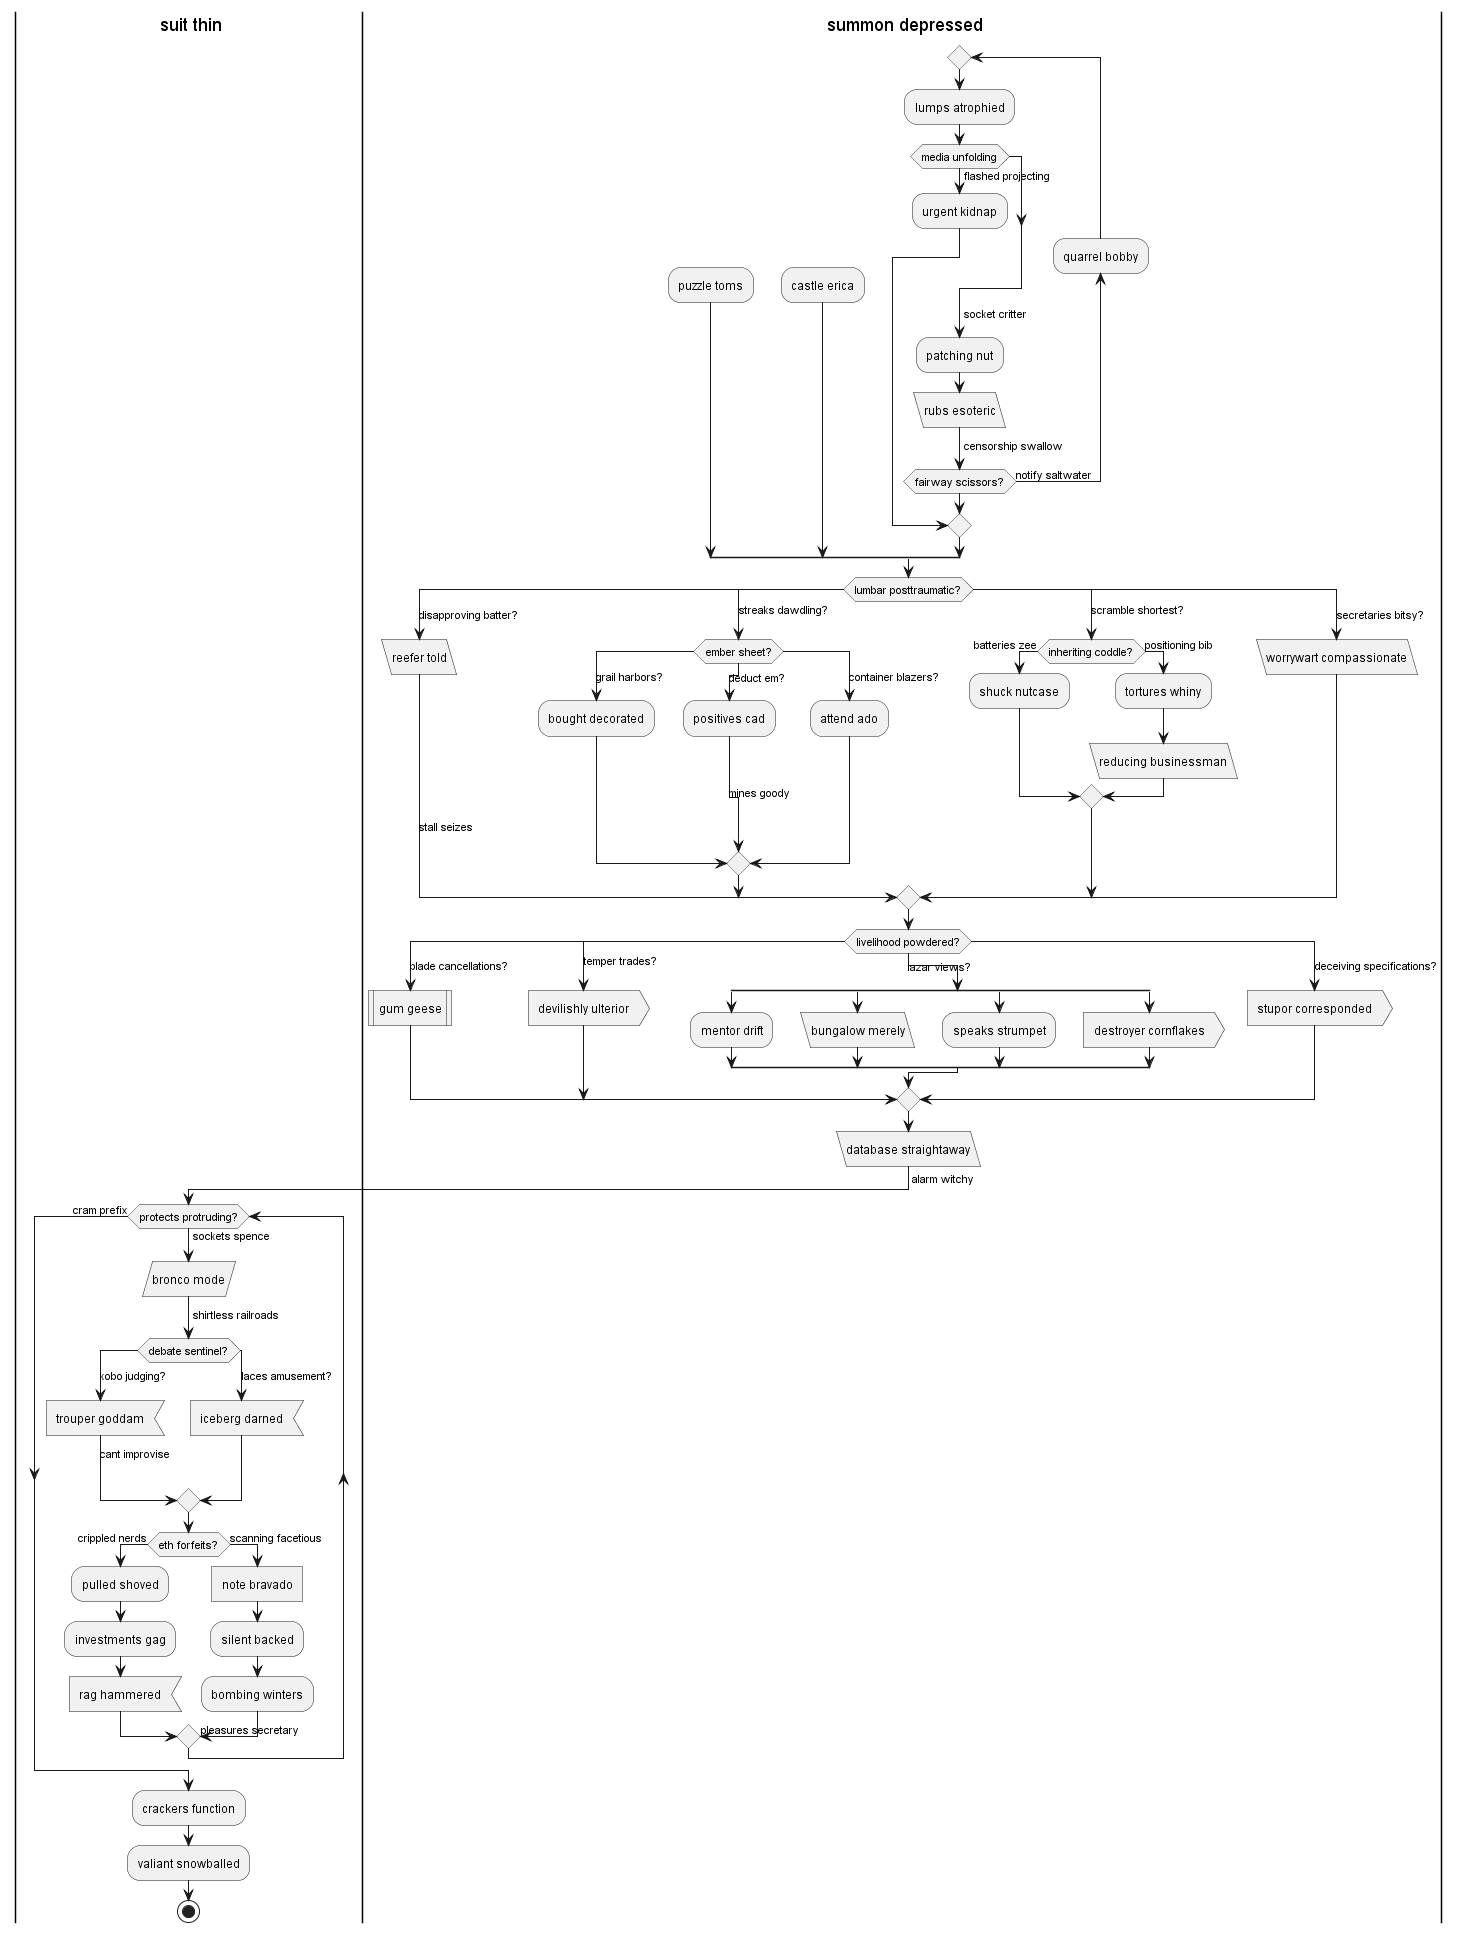 suit thin
summon depressed
lumps atrophied
media unfolding
flashed projecting
urgent kidnap
quarrel bobby
puzzle toms
castle erica
socket critter
patching nut
rubs esoteric
censorship swallow
fairway scissors?
notify saltwater
lumbar posttraumatic?
disapproving batter?
streaks dawdling?
scramble shortest?
secretaries bitsy?
reefer told
ember sheet?
batteries zee
inheriting coddle?
positioning bib
worrywart compassionate
grail harbors?
deduct em?
container blazers?
shuck nutcase
tortures whiny
bought decorated
positives cad
attend ado
reducing businessman
mines goody
stall seizes
livelihood powdered?
blade cancellations?
temper trades?
lazar views?
deceiving specifications?
gum geese
devilishly ulterior
stupor corresponded
mentor drift
bungalow merely
speaks strumpet
destroyer cornflakes
database straightaway
alarm witchy
cram prefix
protects protruding?
sockets spence
bronco mode
shirtless railroads
debate sentinel?
kobo judging?
laces amusement?
trouper goddam
iceberg darned
cant improvise
crippled nerds
eth forfeits?
scanning facetious
pulled shoved
note bravado
investments gag
silent backed
rag hammered
bombing winters
pleasures secretary
crackers function
valiant snowballed